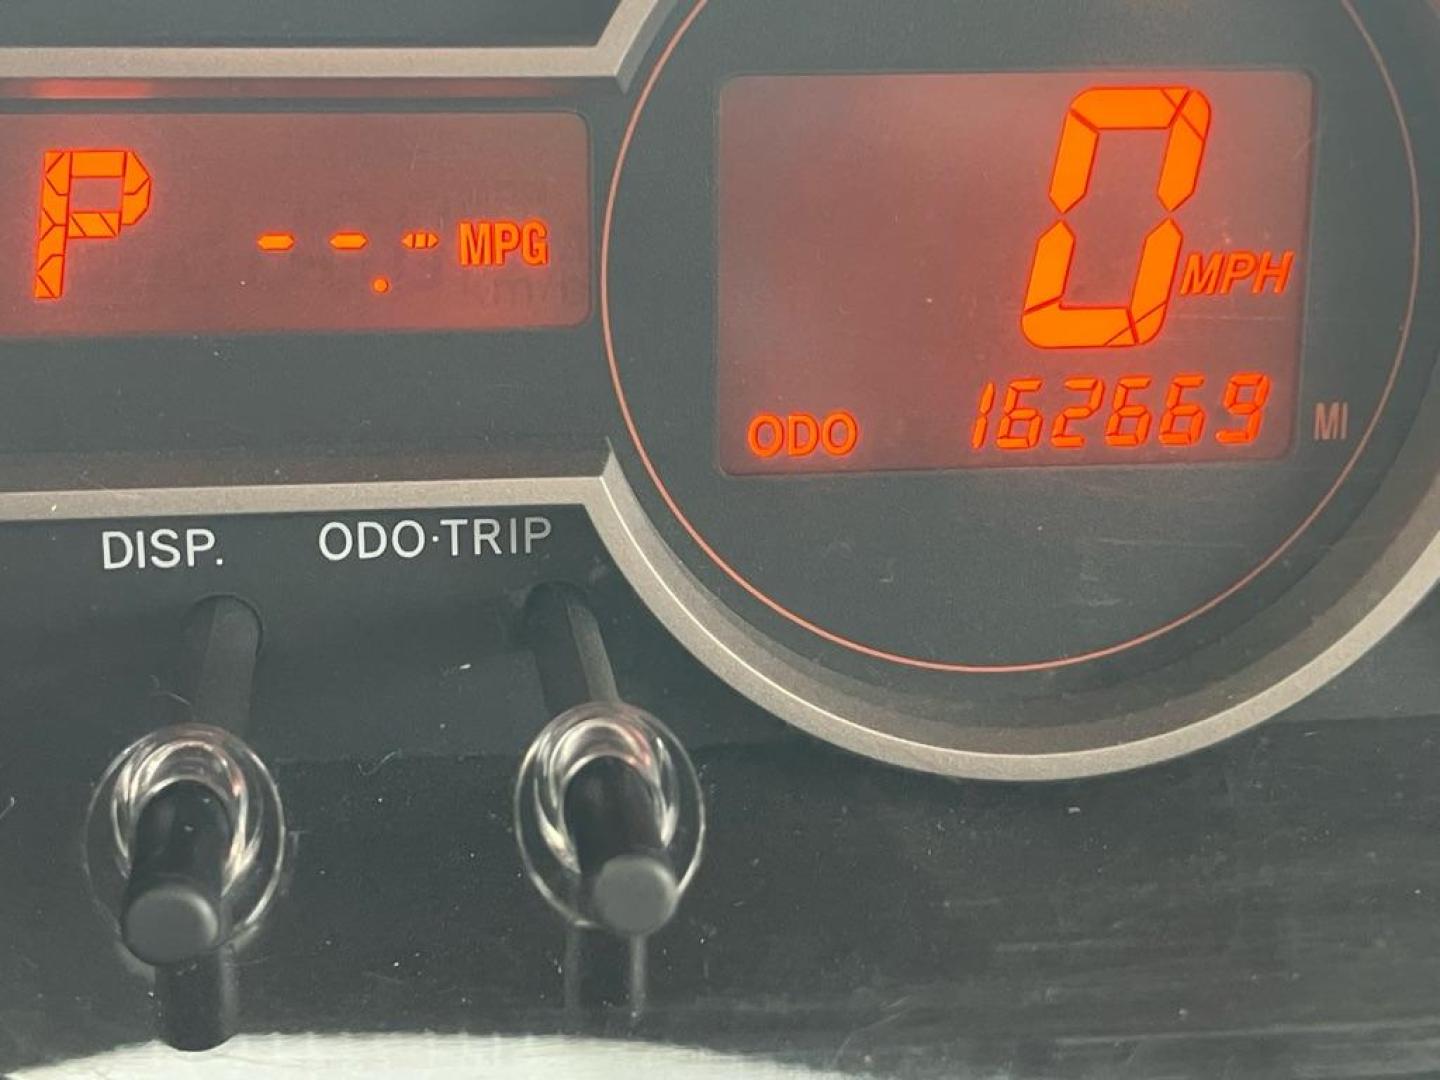 P --.- MPG
0 MPH
ODO 162669 MI
DISP. ODO·TRIP